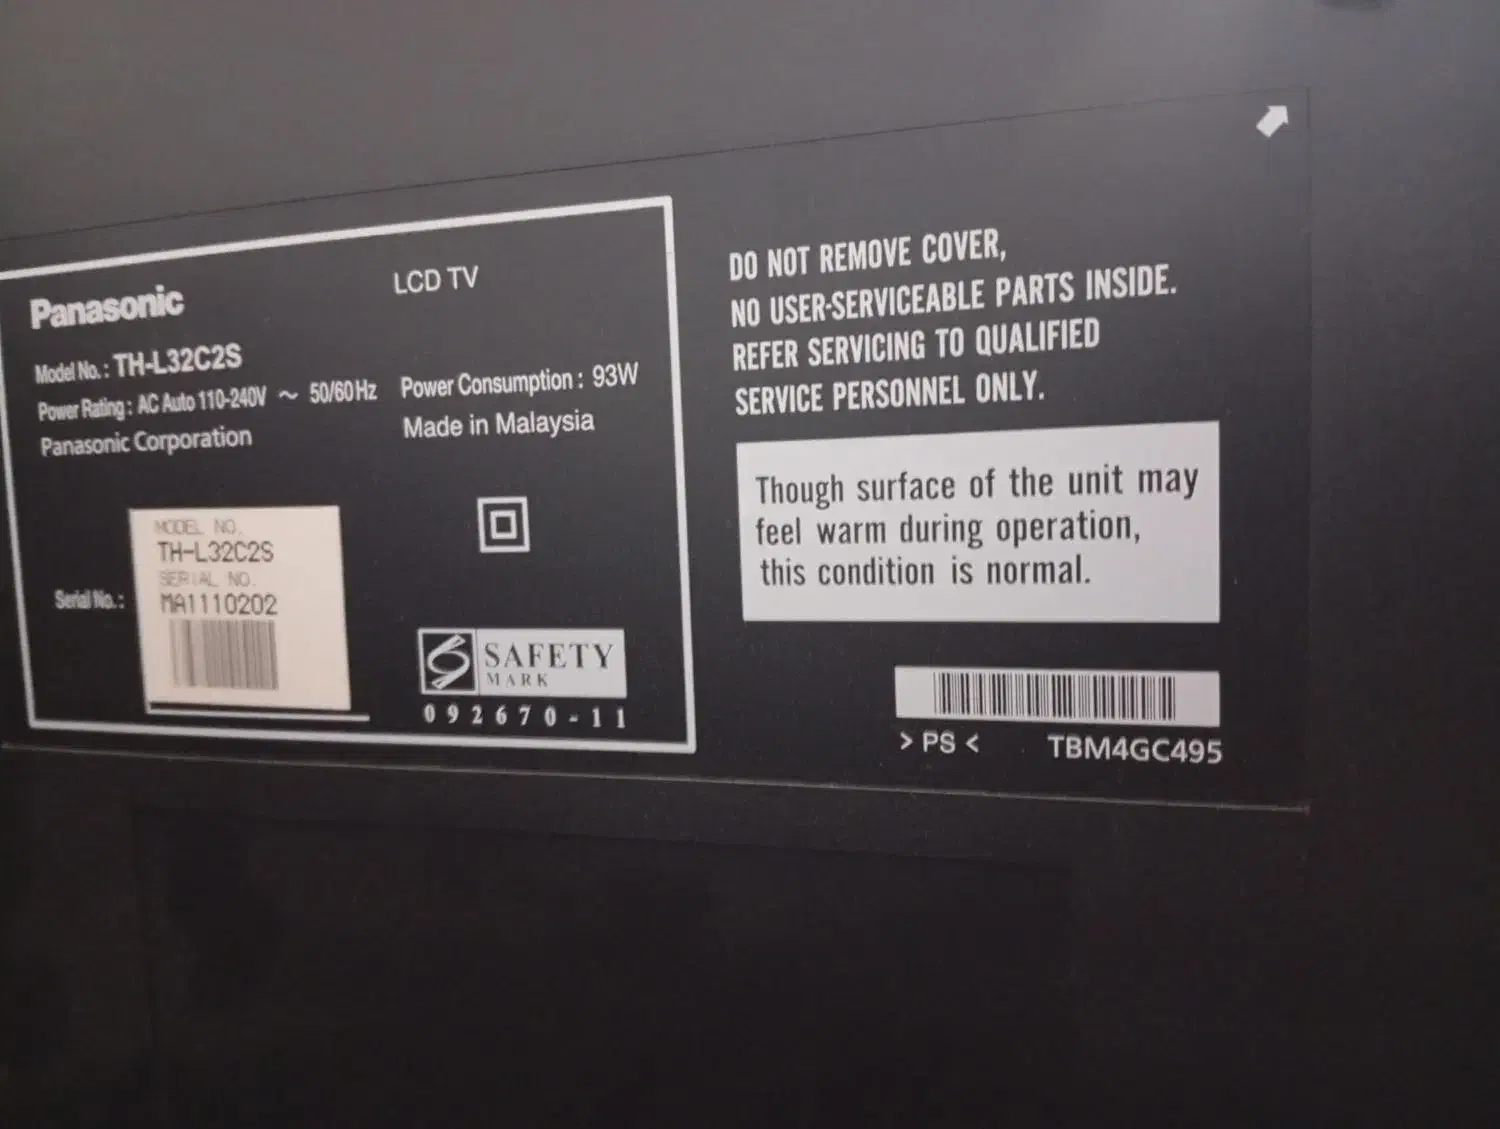 Panasonic
LCD TV
Model No.: TH-L32C2S
Power Rating: AC Auto 110-240V ~ 50/60Hz
Power Consumption: 93W
Panasonic Corporation
Made in Malaysia
MODEL NO.
TH-L32C2S
SERIAL NO.
Serial No.:
MA1110202
SAFETY
MARK
092670-11
DO NOT REMOVE COVER,
NO USER-SERVICEABLE PARTS INSIDE.
REFER SERVICING TO QUALIFIED
SERVICE PERSONNEL ONLY.
Though surface of the unit may
feel warm during operation,
this condition is normal.
> PS <
TBM4GC495